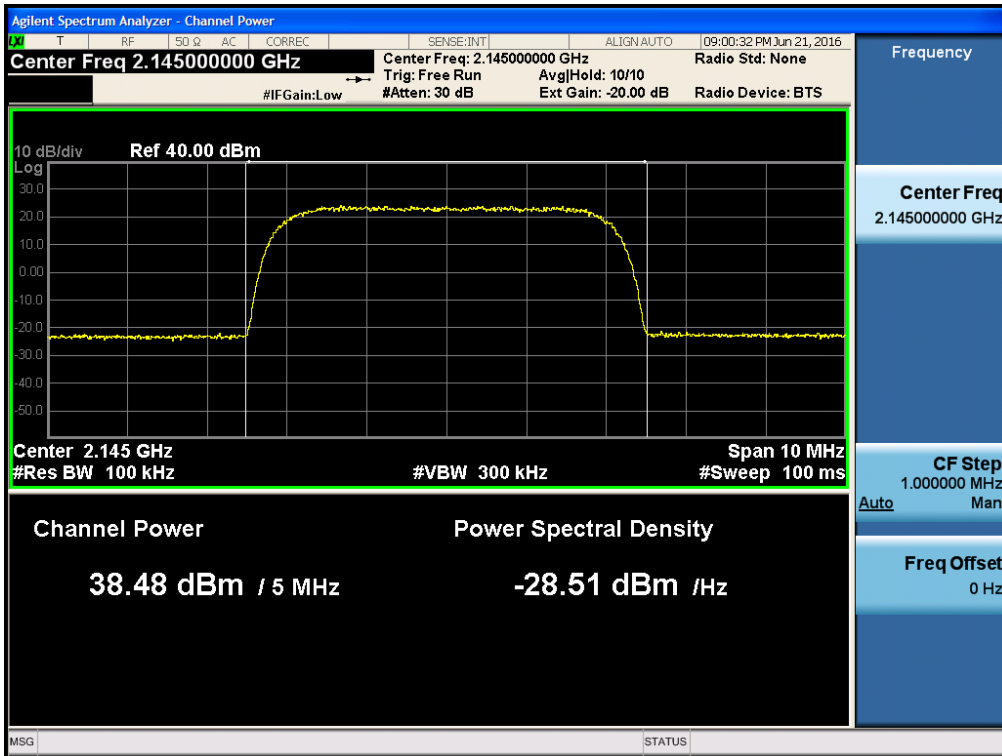 Agilent Spectrum Analyzer - Channel Power
LXI T RF 50 Ω AC CORREC SENSE:INT ALIGN AUTO 09:00:32 PM Jun 21, 2016
Center Freq 2.145000000 GHz
#IFGain:Low
Center Freq: 2.145000000 GHz
Trig: Free Run Avg|Hold: 10/10
#Atten: 30 dB Ext Gain: -20.00 dB
Radio Std: None
Radio Device: BTS
10 dB/div Ref 40.00 dBm
Log
30.0
20.0
10.0
0.00
-10.0
-20.0
-30.0
-40.0
-50.0
Center 2.145 GHz Span 10 MHz
#Res BW 100 kHz #VBW 300 kHz #Sweep 100 ms
Channel Power Power Spectral Density
38.48 dBm / 5 MHz -28.51 dBm /Hz
Frequency
Center Freq
2.145000000 GHz
CF Step
1.000000 MHz
Auto Man
Freq Offset
0 Hz
MSG STATUS